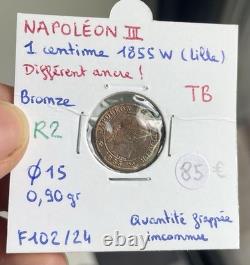 NAPOLÉON III
1 centime 1855 W (Lille)
Différent ancre !
Bronze
TB
R2
Ø 15
85 €
0,90 gr
Quantité frappée
F102/24 inconnue